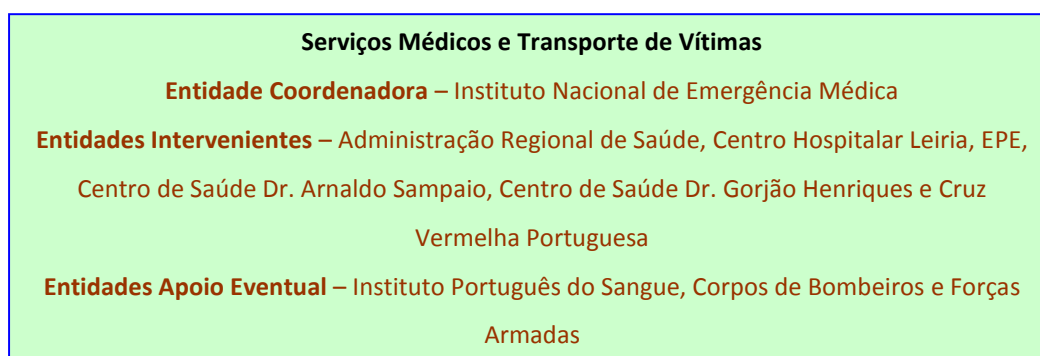 Serviços Médicos e Transporte de Vítimas
Entidade Coordenadora – Instituto Nacional de Emergência Médica
Entidades Intervenientes – Administração Regional de Saúde, Centro Hospitalar Leiria, EPE,
Centro de Saúde Dr. Arnaldo Sampaio, Centro de Saúde Dr. Gorjão Henriques e Cruz
Vermelha Portuguesa
Entidades Apoio Eventual – Instituto Português do Sangue, Corpos de Bombeiros e Forças
Armadas